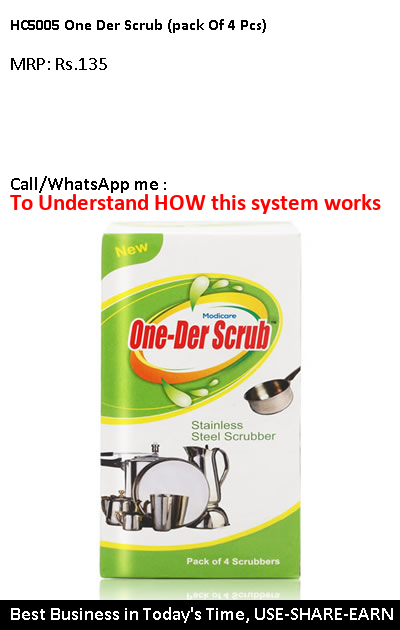 HC5005 One Der Scrub (pack Of 4 Pcs)
MRP: Rs.135
Call/WhatsApp me :
To Understand HOW this system works
New
Modicare
One-Der Scrub™
Stainless
Steel Scrubber
Pack of 4 Scrubbers
Best Business in Today's Time, USE-SHARE-EARN